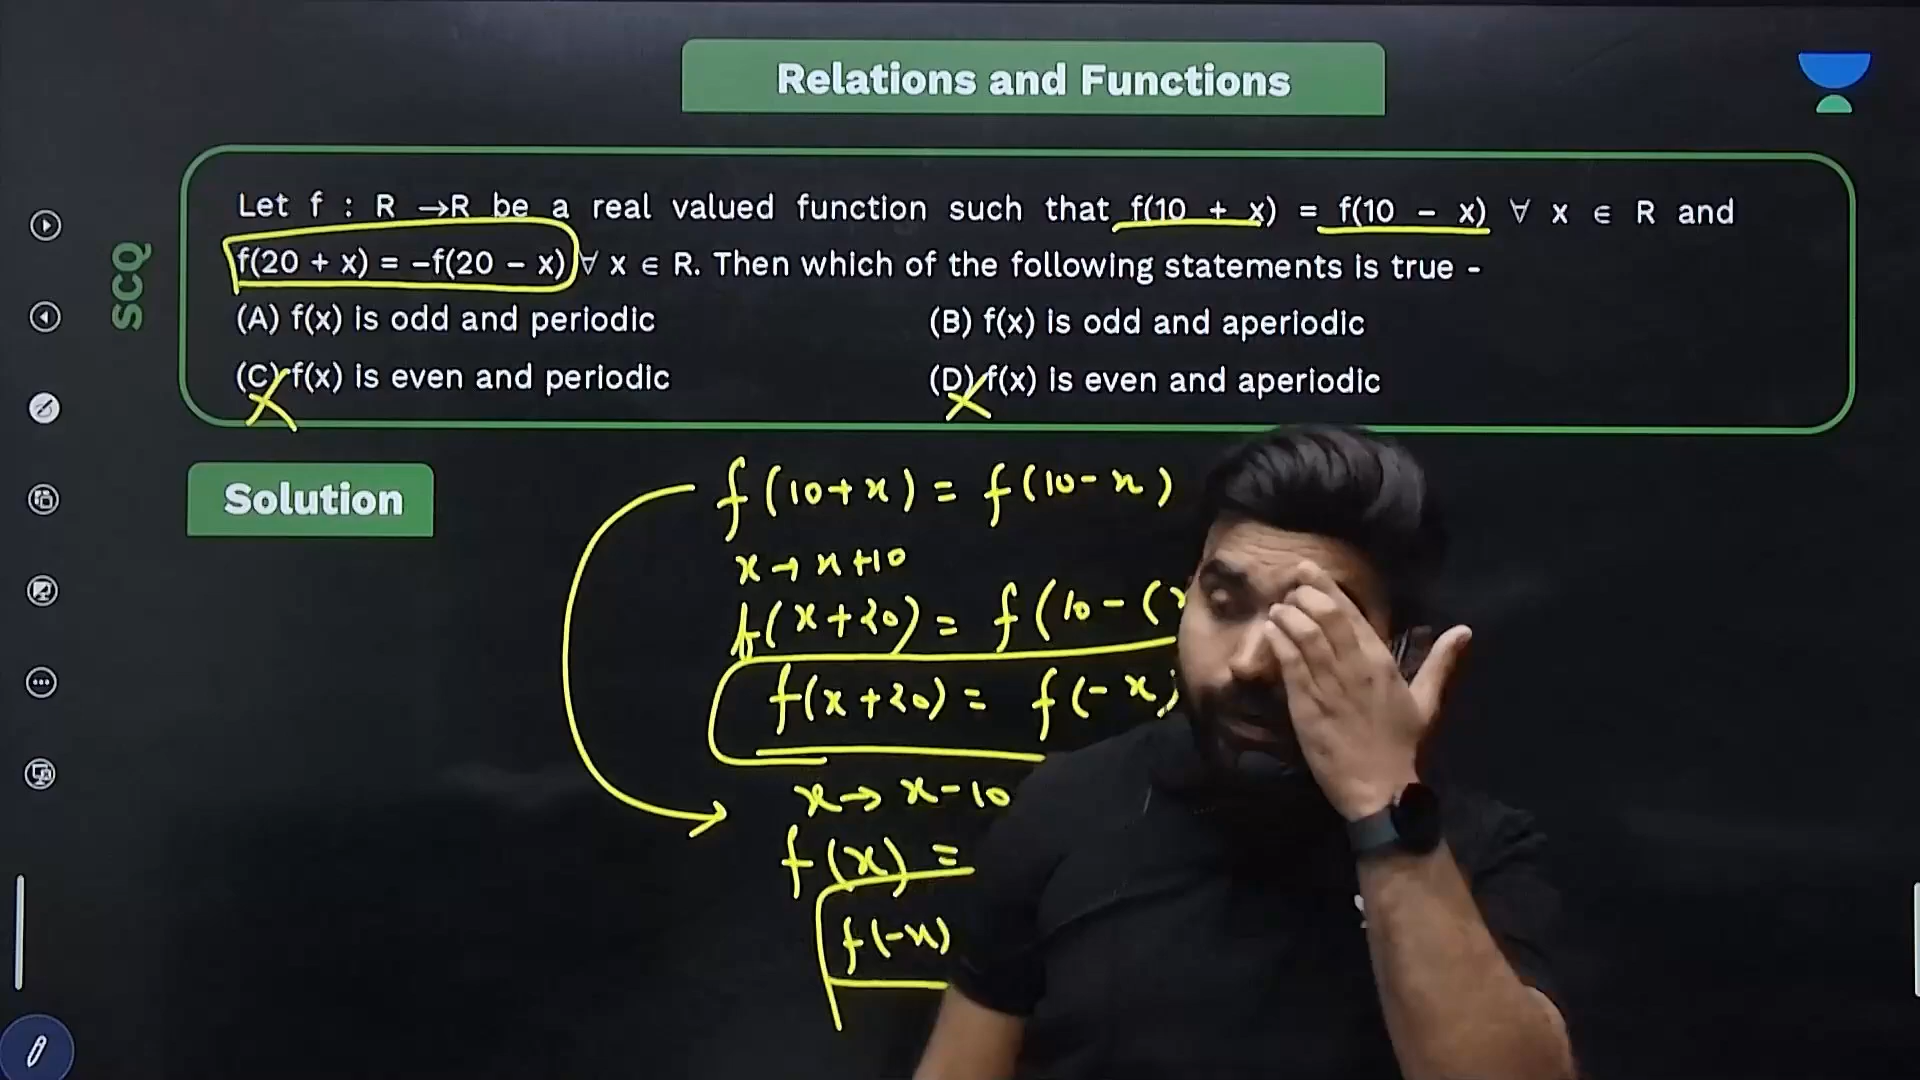 Relations and Functions
SCQ
Let f : R →R be a real valued function such that f(10 + x) = f(10 − x) ∀ x ∈ R and
f(20 + x) = −f(20 − x) ∀ x ∈ R. Then which of the following statements is true -
(A) f(x) is odd and periodic
(B) f(x) is odd and aperiodic
(C) f(x) is even and periodic
(D) f(x) is even and aperiodic
Solution
f(10+x) = f(10-x)
x → x+10
f(x+20) = f(10-(
f(x+20) = f(-x)
x → x-10
f(x) =
f(-x)